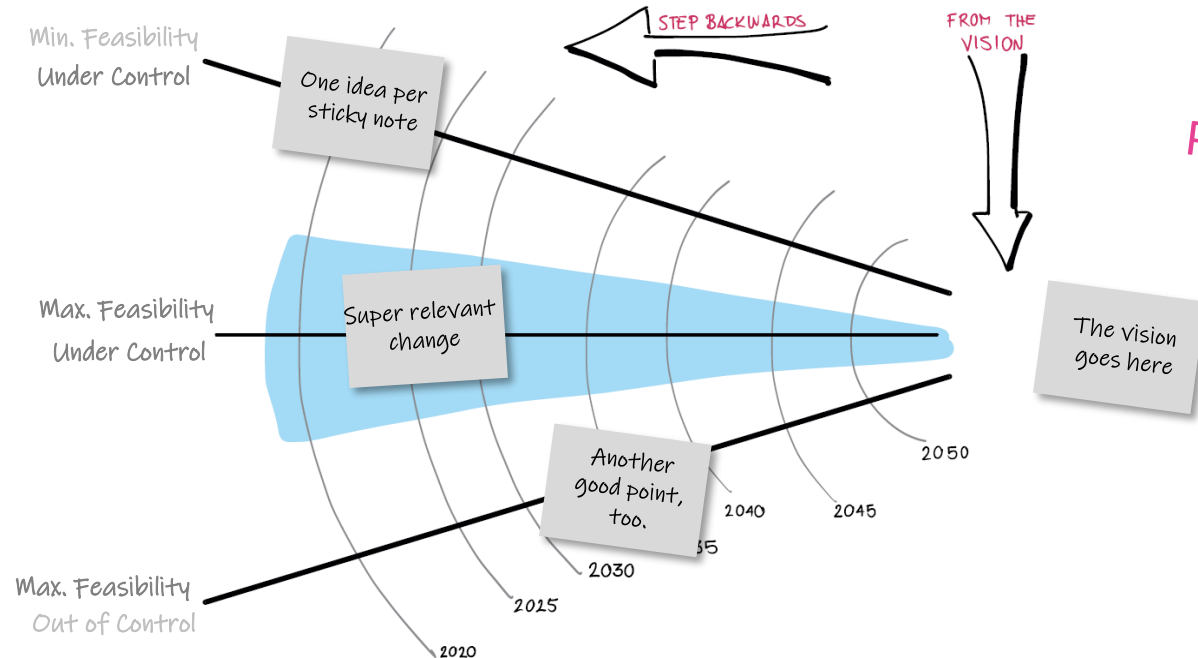 STEP BACKWARDS
FROM THE
VISION
Min. Feasibility
Under Control
One idea per
sticky note
Max. Feasibility
Under Control
Super relevant
change
The vision
goes here
Another
good point,
too.
Max. Feasibility
Out of Control
2050
2045
2040
35
2030
2025
2020